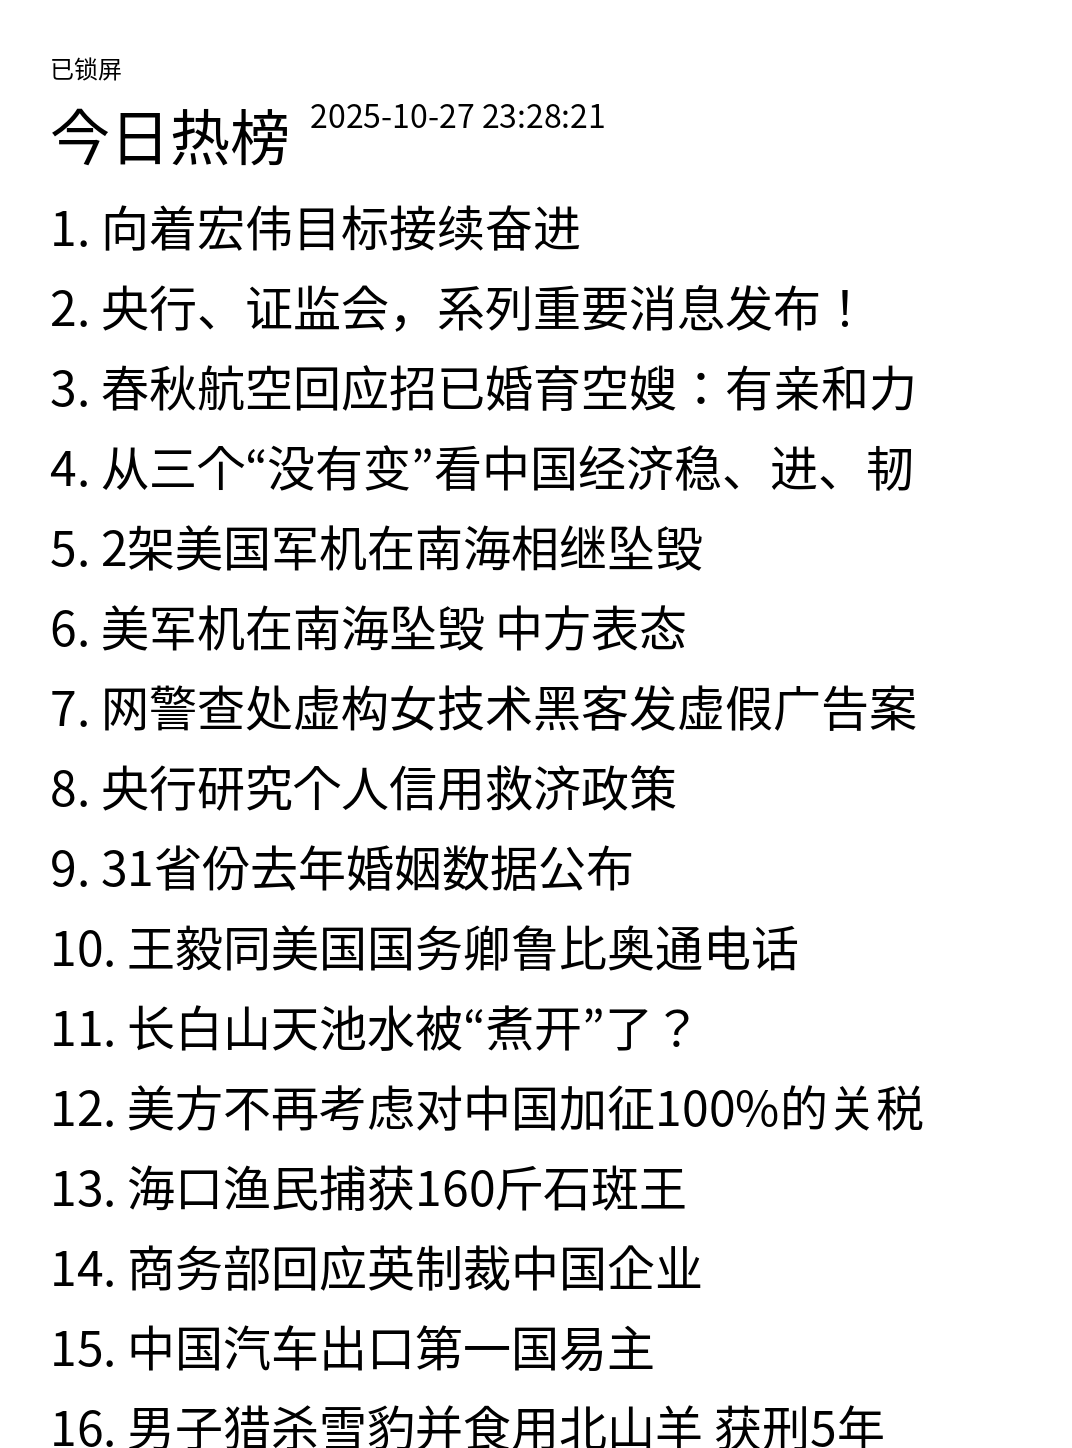 已锁屏
今日热榜 2025-10-27 23:28:21
1. 向着宏伟目标接续奋进
2. 央行、证监会，系列重要消息发布！
3. 春秋航空回应招已婚育空嫂：有亲和力
4. 从三个“没有变”看中国经济稳、进、韧
5. 2架美国军机在南海相继坠毁
6. 美军机在南海坠毁 中方表态
7. 网警查处虚构女技术黑客发虚假广告案
8. 央行研究个人信用救济政策
9. 31省份去年婚姻数据公布
10. 王毅同美国国务卿鲁比奥通电话
11. 长白山天池水被“煮开”了？
12. 美方不再考虑对中国加征100%的关税
13. 海口渔民捕获160斤石斑王
14. 商务部回应英制裁中国企业
15. 中国汽车出口第一国易主
16. 男子猎杀雪豹并食用北山羊 获刑5年